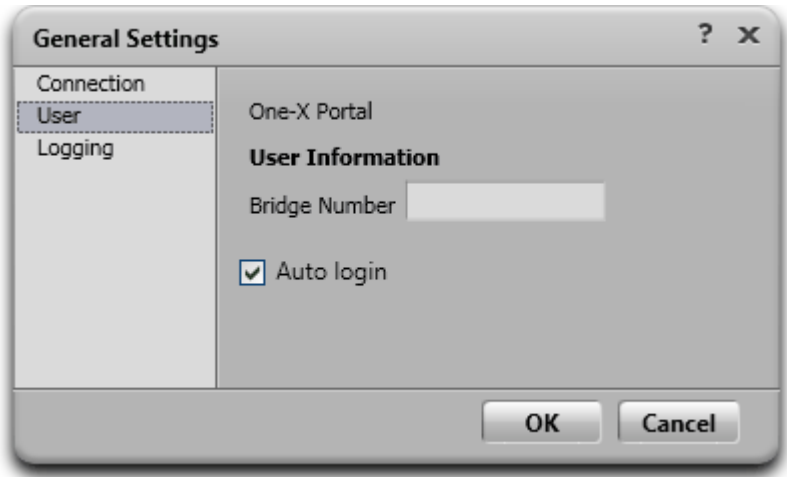 General Settings ? x
Connection
User
Logging
One-X Portal
User Information
Bridge Number
Auto login
OK Cancel